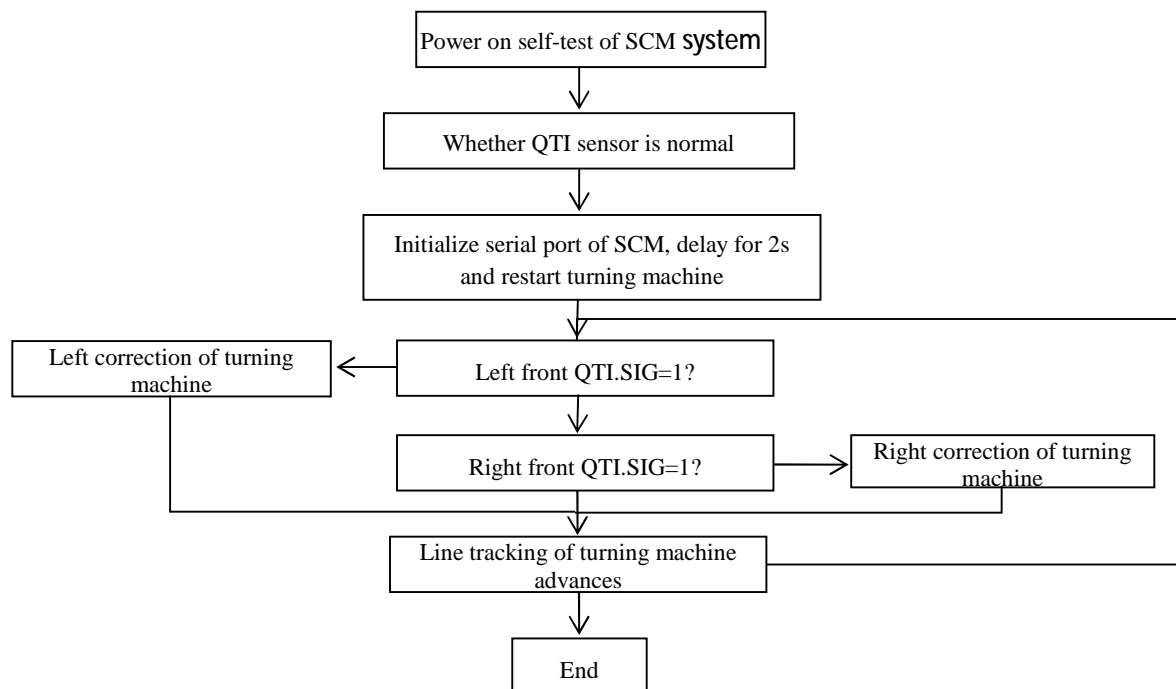 Power on self-test of SCM system
Whether QTI sensor is normal
Initialize serial port of SCM, delay for 2s
and restart turning machine
Left correction of turning
machine
Left front QTI.SIG=1?
Right front QTI.SIG=1?
Right correction of turning
machine
Line tracking of turning machine
advances
End